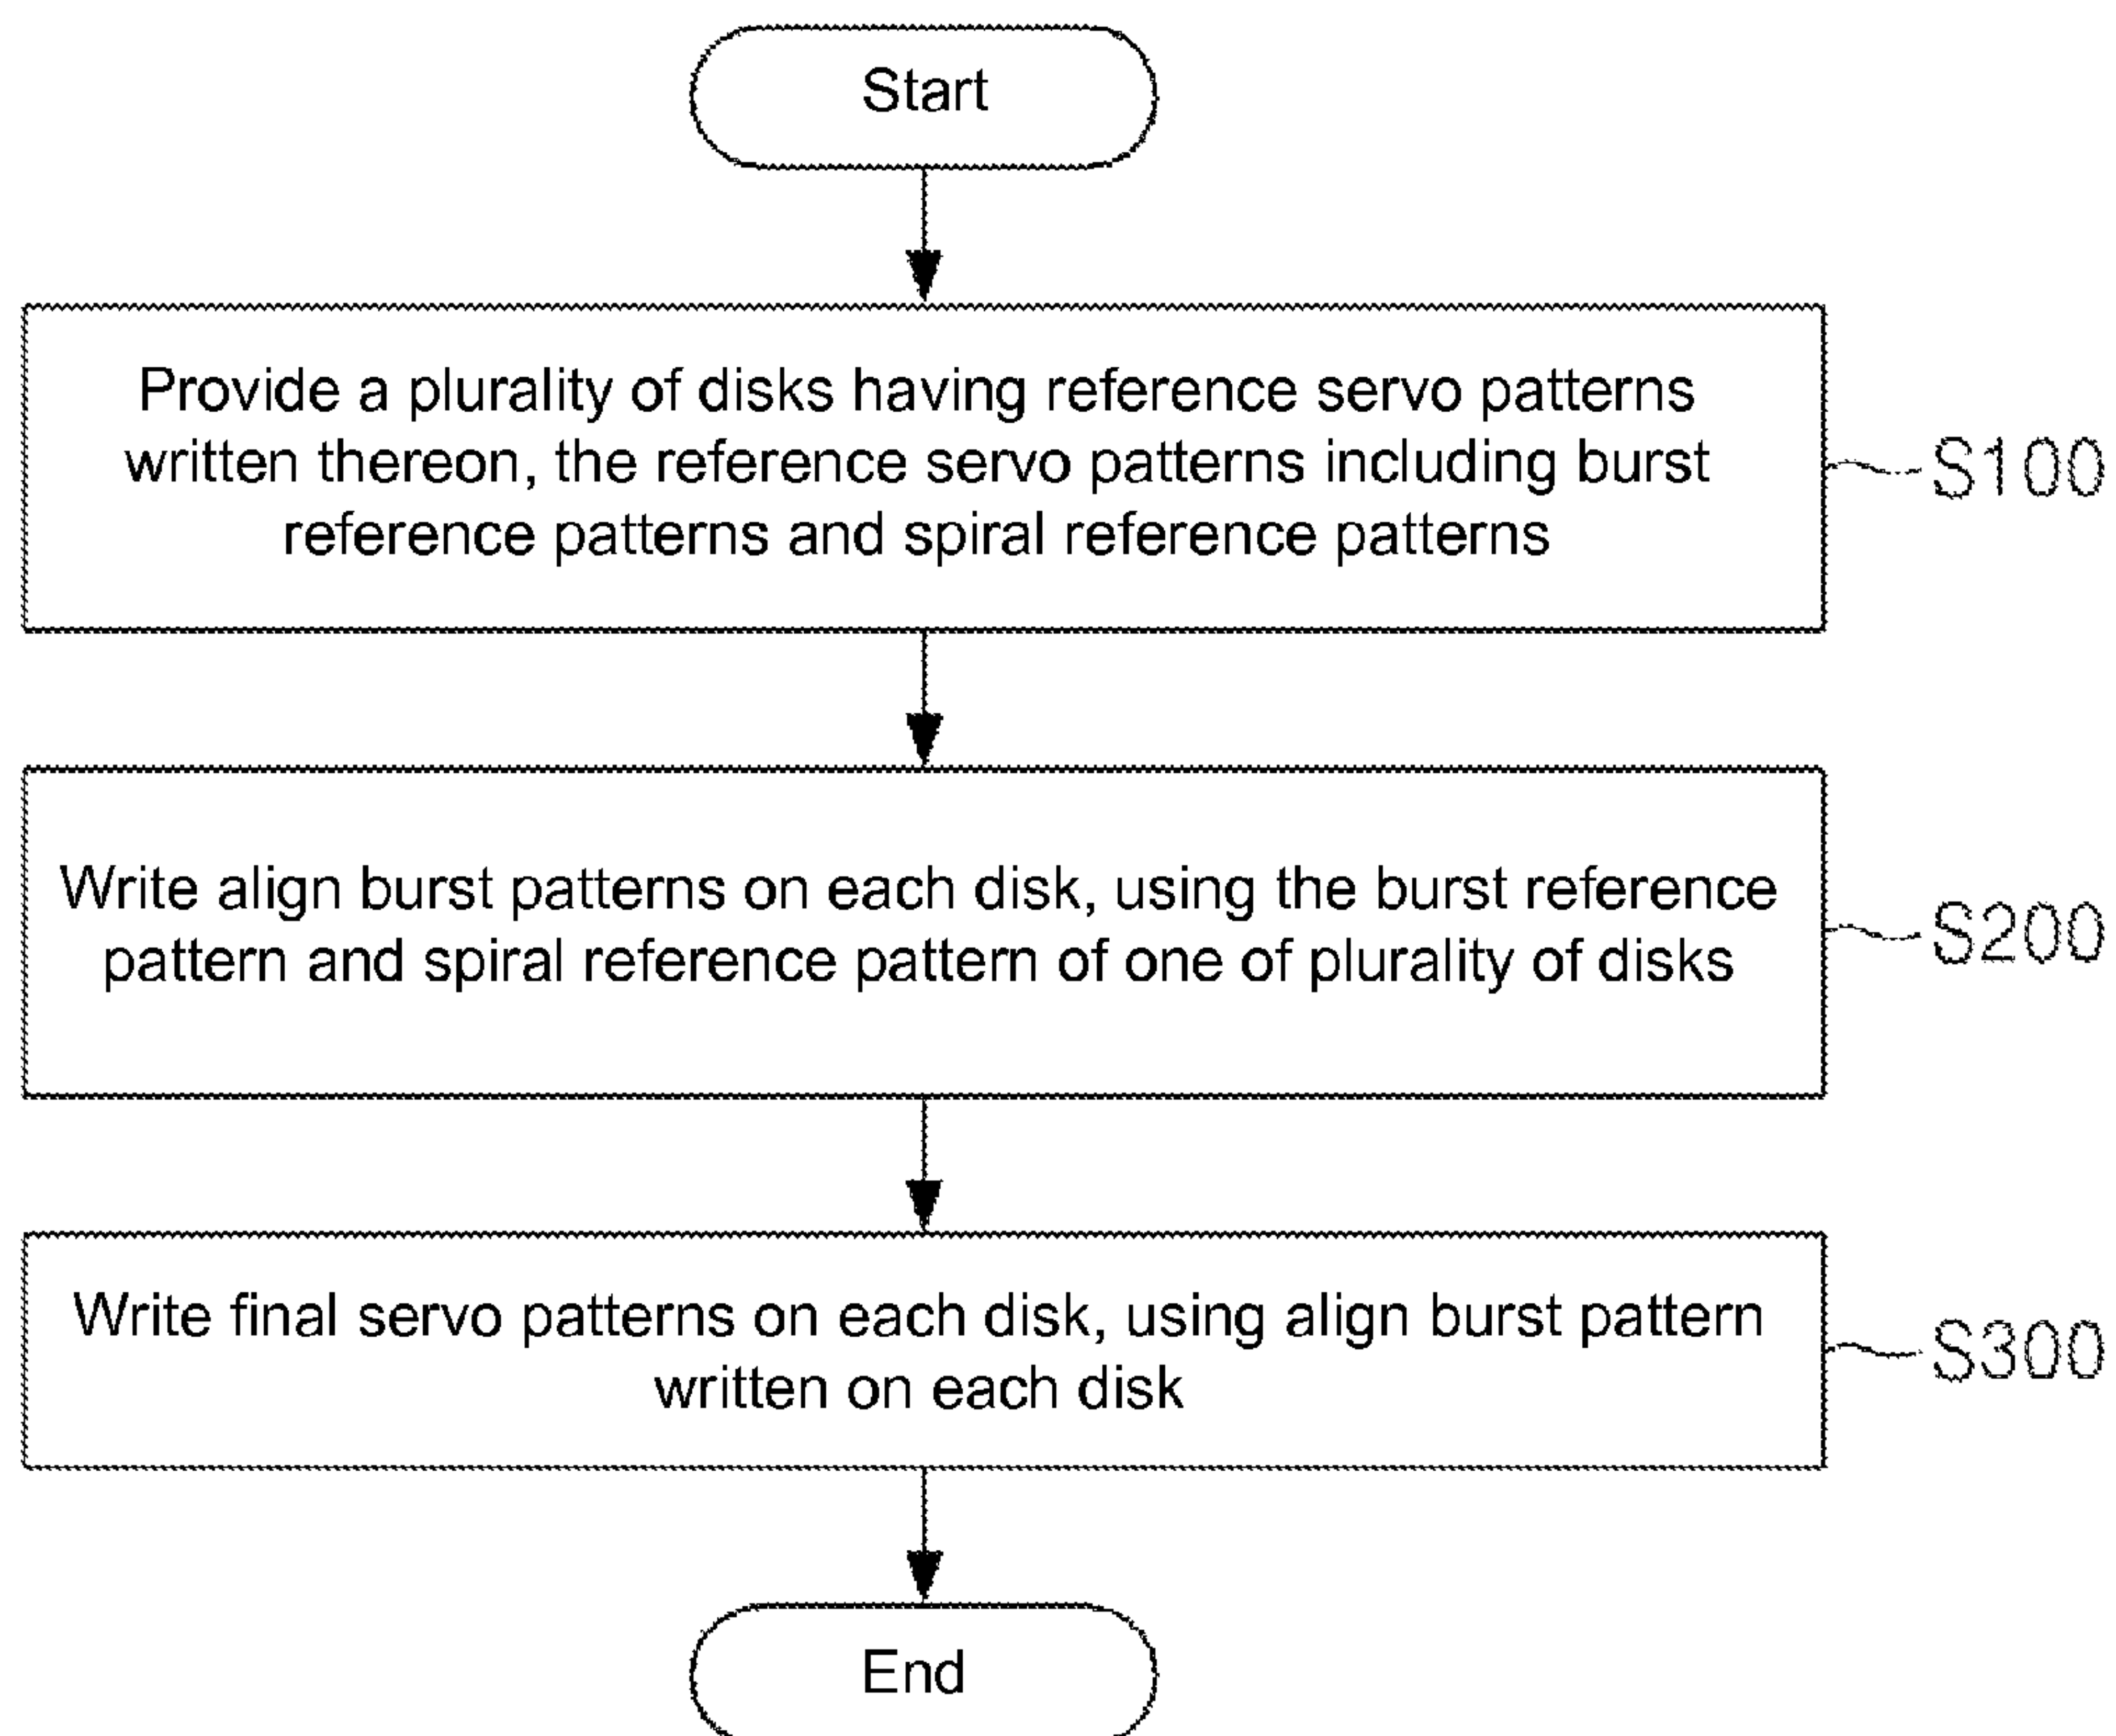 Start
Provide a plurality of disks having reference servo patterns
written thereon, the reference servo patterns including burst
reference patterns and spiral reference patterns
S100
Write align burst patterns on each disk, using the burst reference
pattern and spiral reference pattern of one of plurality of disks
S200
Write final servo patterns on each disk, using align burst pattern
written on each disk
S300
End